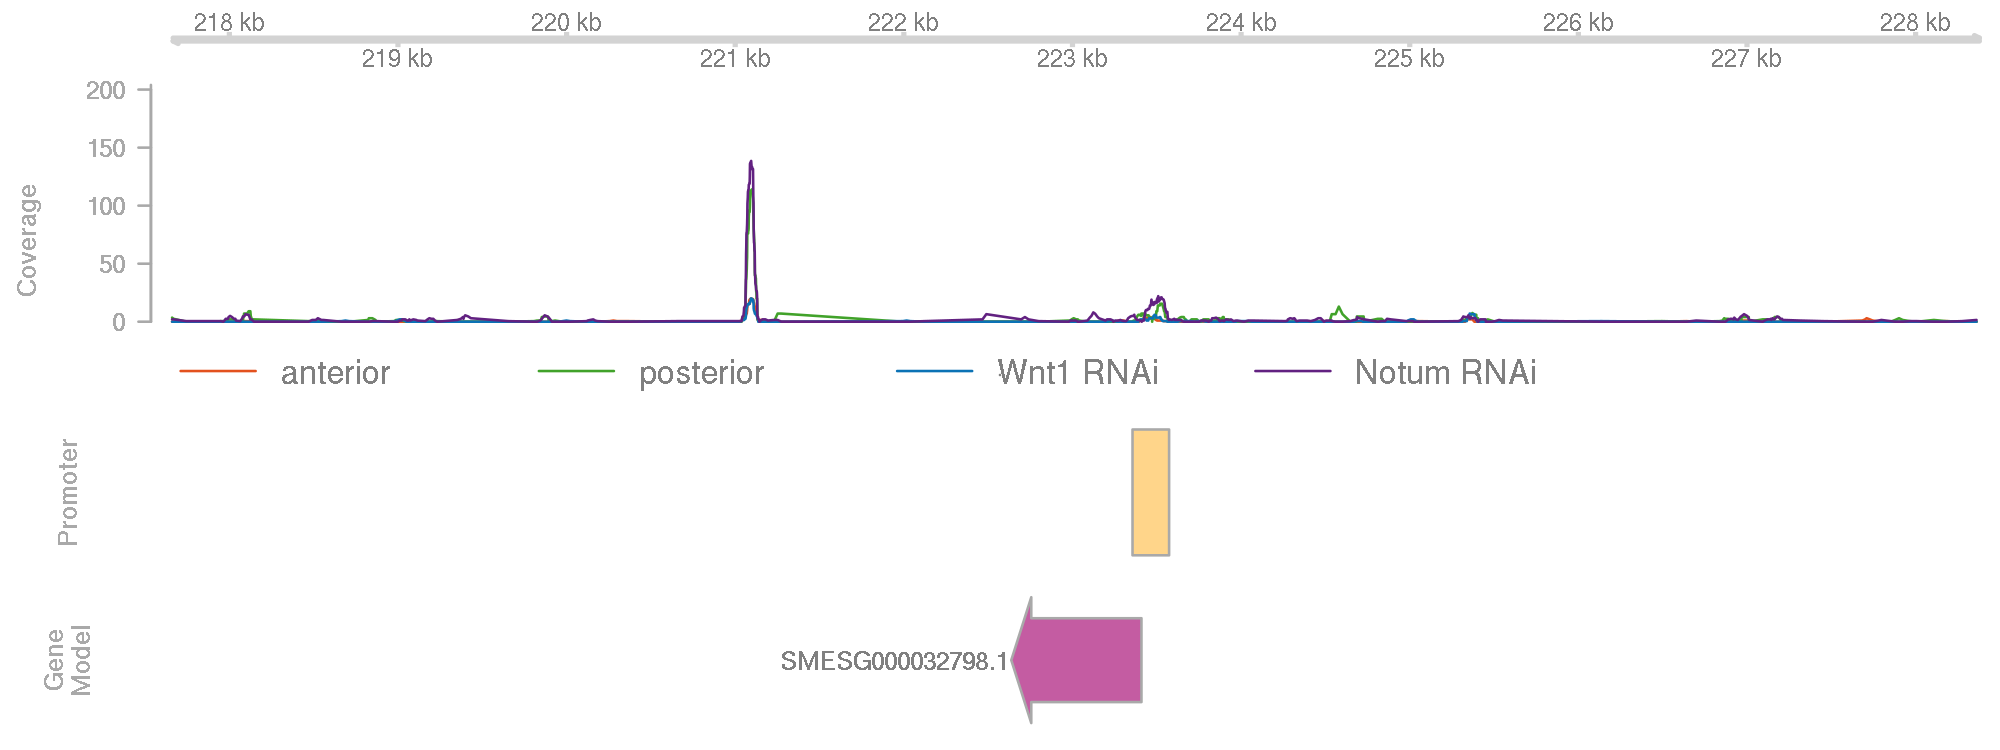 218 kb 220 kb 222 kb 224 kb 226 kb 228 kb
219 kb 221 kb 223 kb 225 kb 227 kb
200
150
100
50
0
Coverage
anterior posterior Wnt1 RNAi Notum RNAi
Promoter
Gene
Model
SMESG000032798.1